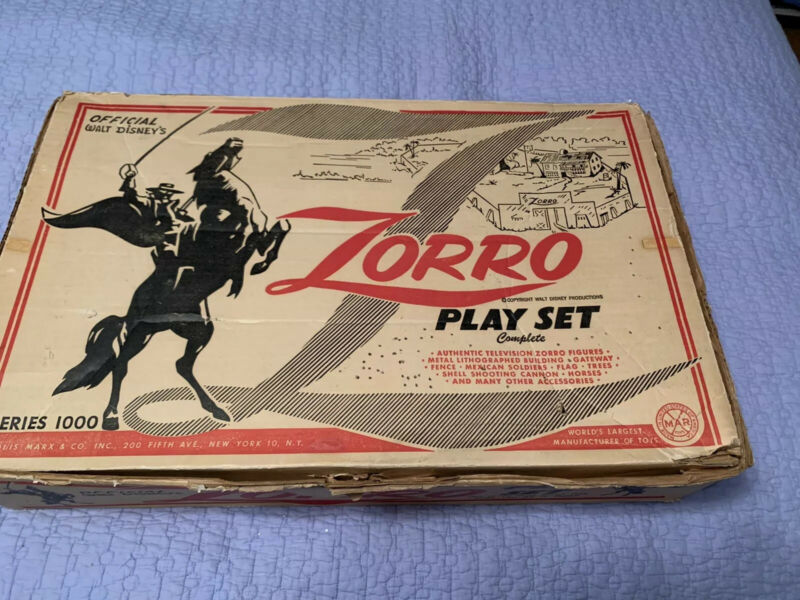 OFFICIAL
WALT DISNEY'S
ZORRO
ZORRO
© COPYRIGHT WALT DISNEY PRODUCTIONS
PLAY SET
Complete
• AUTHENTIC TELEVISION ZORRO FIGURES •
METAL LITHOGRAPHED BUILDING • GATEWAY
FENCE • MEXICAN SOLDIERS • FLAG • TREES
SHELL SHOOTING CANNON • HORSES •
• AND MANY OTHER ACCESSORIES •
ERIES 1000
MARX & CO. INC., 200 FIFTH AVE., NEW YORK 10, N.Y.
WORLD'S LARGEST
MANUFACTURER OF TOYS
MAR
OFFICIAL